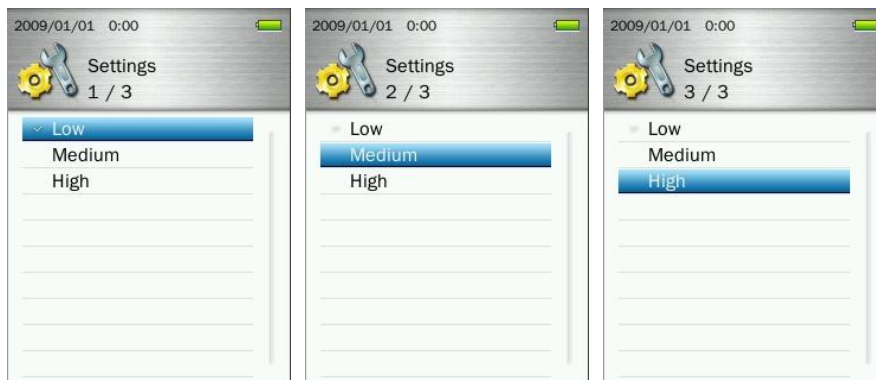 2009/01/01 0:00
Settings
1 / 3
Low
Medium
High
2009/01/01 0:00
Settings
2 / 3
Low
Medium
High
2009/01/01 0:00
Settings
3 / 3
Low
Medium
High